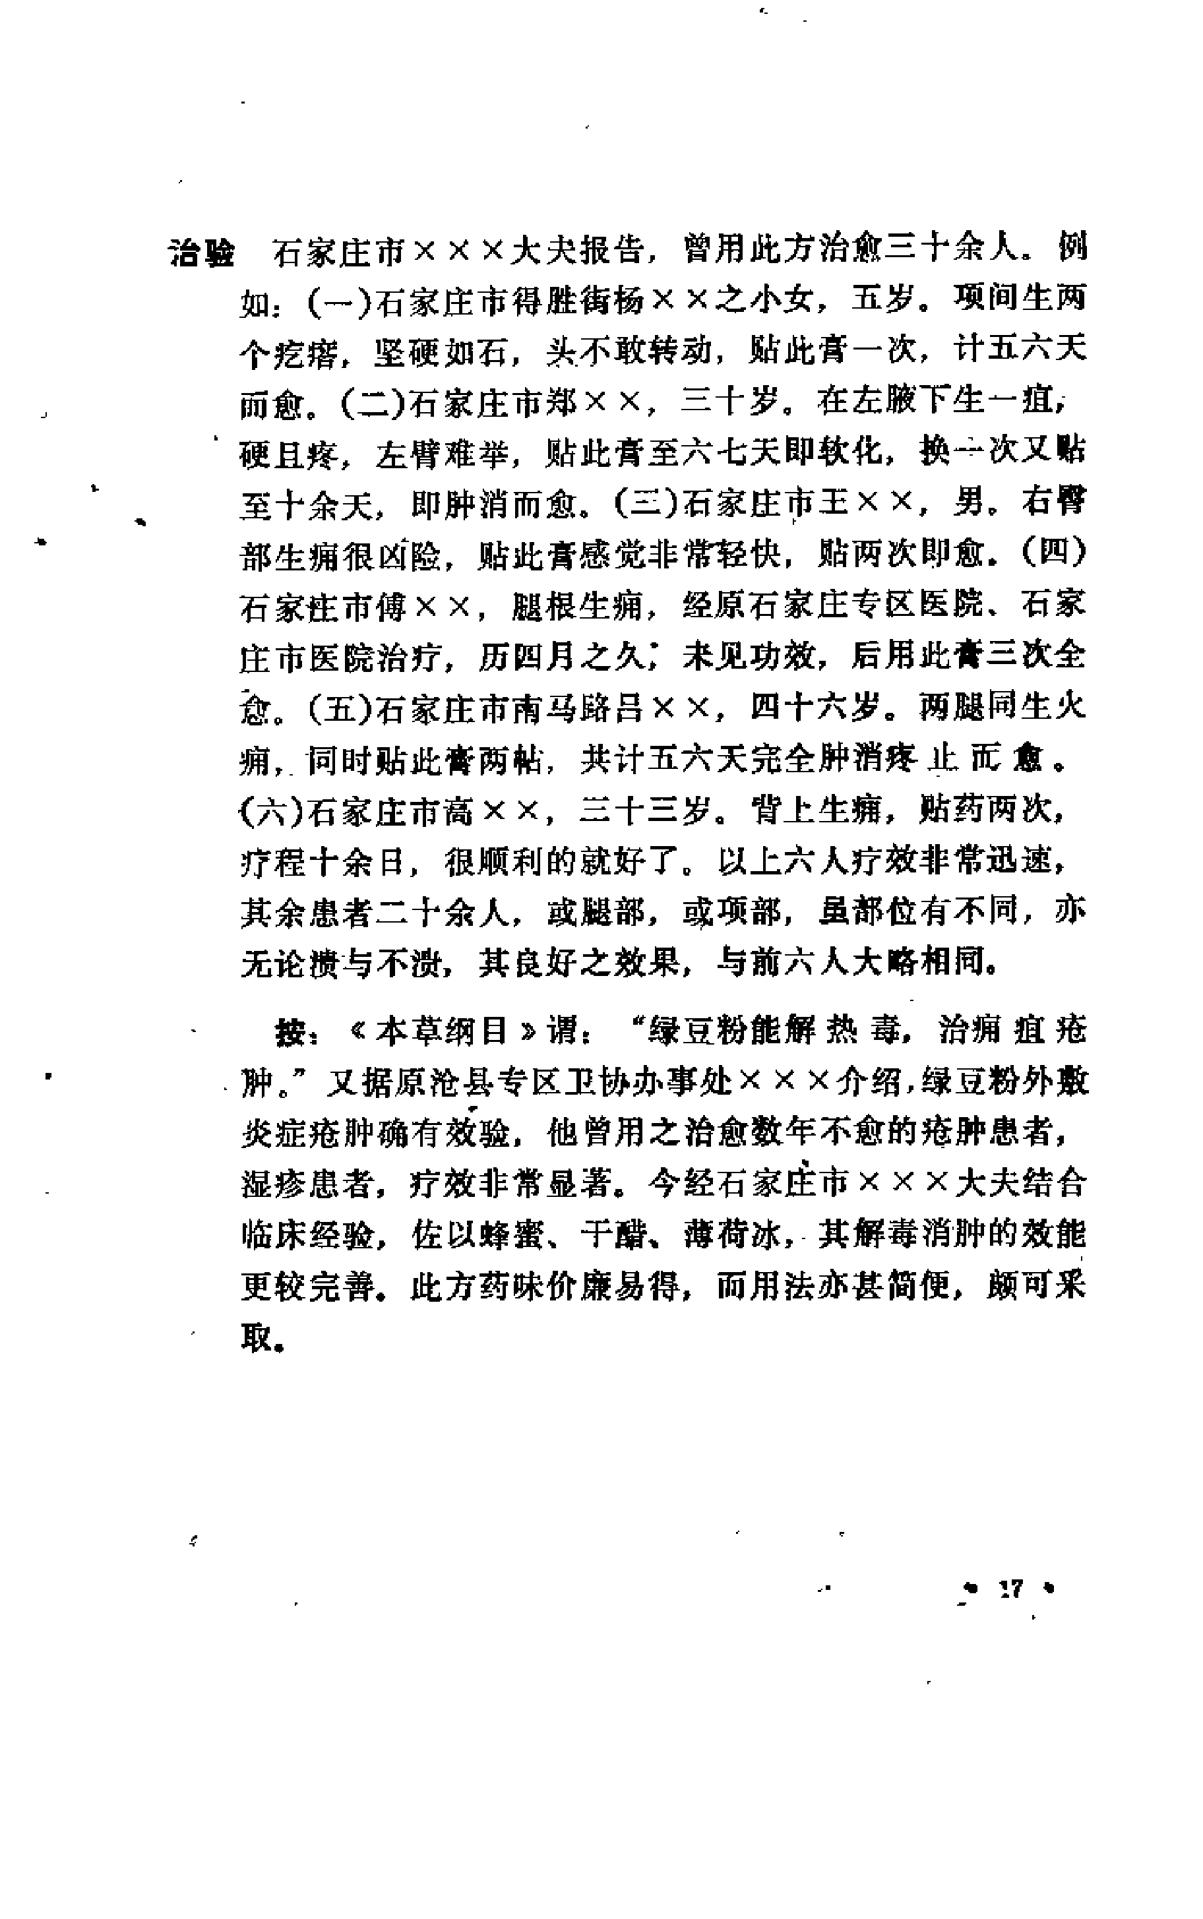 治验 石家庄市×××大夫报告，曾用此方治愈三十余人。例
如：(一)石家庄市得胜街杨××之小女，五岁。项间生两
个疙瘩，坚硬如石，头不敢转动，贴此膏一次，计五六天
而愈。(二)石家庄市郑××，三十岁。在左腋下生一疽，
硬且疼，左臂难举，贴此膏至六七天即软化，换一次又贴
至十余天，即肿消而愈。(三)石家庄市王××，男。右臀
部生痈很凶险，贴此膏感觉非常轻快，贴两次即愈。(四)
石家庄市傅××，腿根生痈，经原石家庄专区医院、石家
庄市医院治疗，历四月之久；未见功效，后用此膏三次全
愈。(五)石家庄市南马路吕××，四十六岁。两腿同生火
痈，同时贴此膏两帖，共计五六天完全肿消疼止而愈。
(六)石家庄市高××，三十三岁。背上生痈，贴药两次，
疗程十余日，很顺利的就好了。以上六人疗效非常迅速，
其余患者二十余人，或腿部，或项部，虽部位有不同，亦
无论溃与不溃，其良好之效果，与前六人大略相同。
按：《本草纲目》谓：“绿豆粉能解热毒，治痈疽疮
肿。”又据原沧县专区卫协办事处×××介绍，绿豆粉外敷
炎症疮肿确有效验，他曾用之治愈数年不愈的疮肿患者，
湿疹患者，疗效非常显著。今经石家庄市×××大夫结合
临床经验，佐以蜂蜜、干醋、薄荷冰，其解毒消肿的效能
更较完善。此方药味价廉易得，而用法亦甚简便，颇可采
取。
• 17 •